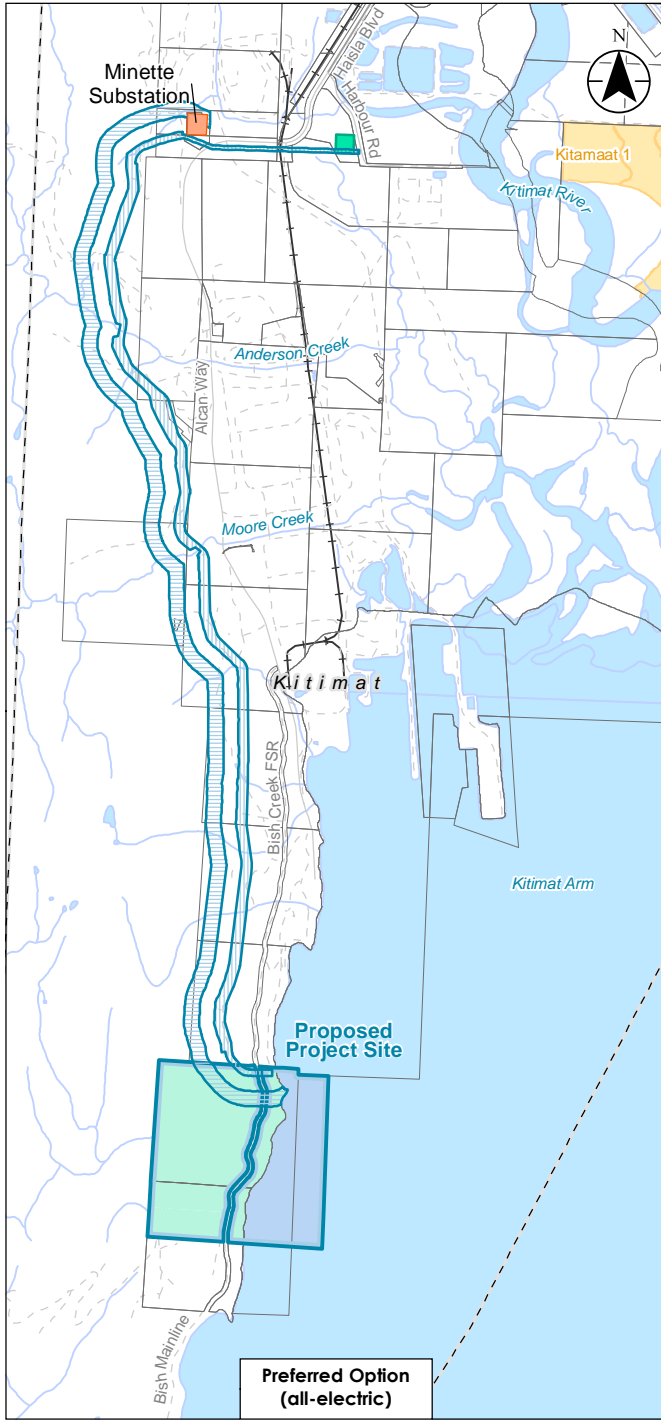 N
Haisla Blvd
Harbour Rd
Minette
Substation
Kitamaat 1
Kitimat River
Anderson Creek
Alcan Way
Moore Creek
Kitimat
Bish Creek FSR
Kitimat Arm
Proposed
Project Site
Bish Mainline
Preferred Option
(all-electric)